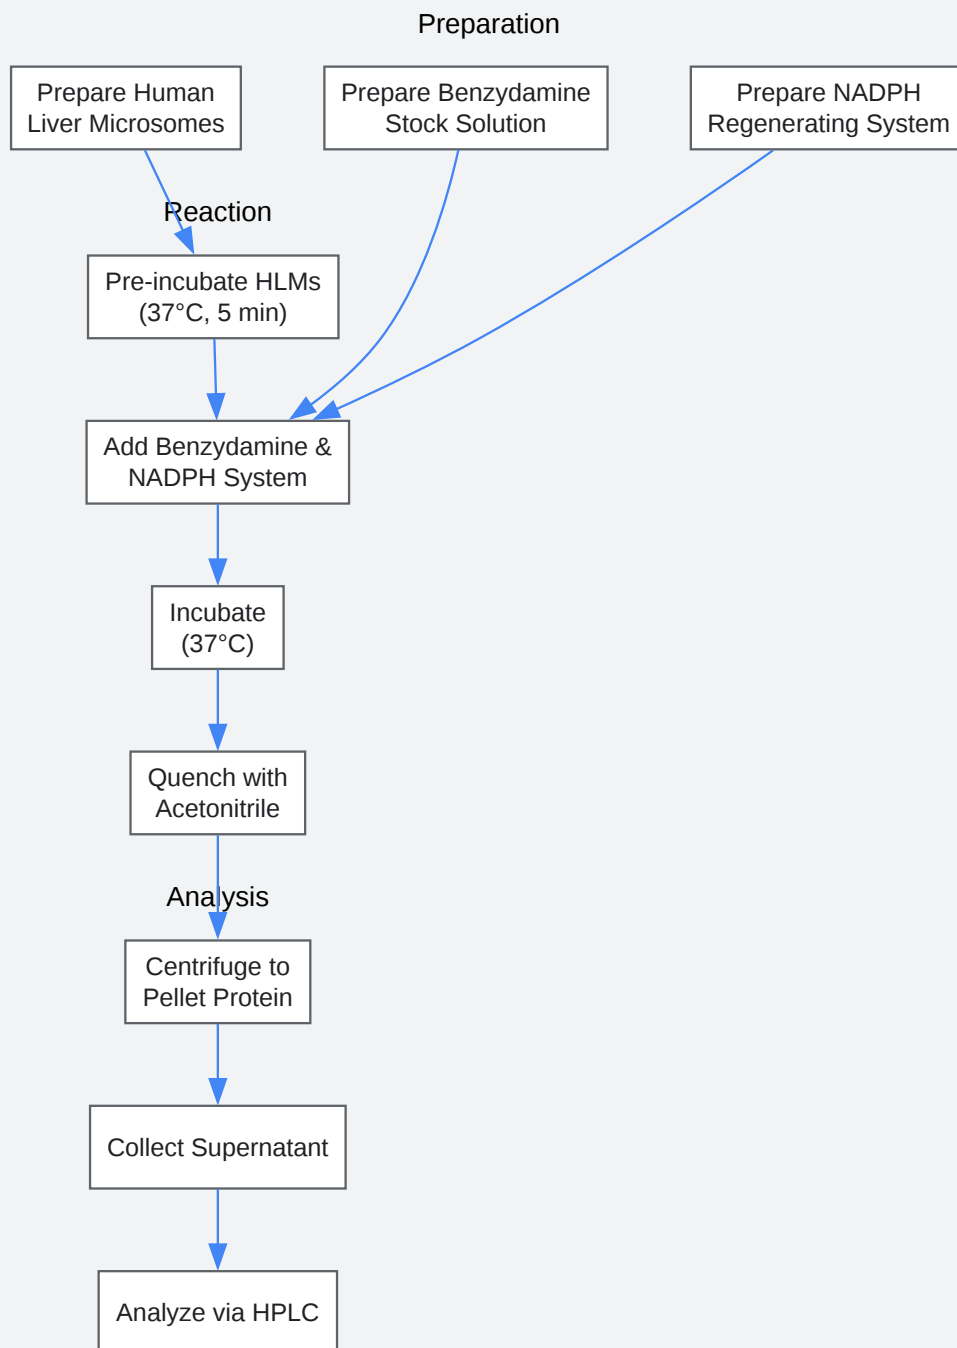 Preparation
Prepare Human
Liver Microsomes
Prepare Benzydamine
Stock Solution
Prepare NADPH
Regenerating System
Reaction
Pre-incubate HLMs
(37°C, 5 min)
Add Benzydamine &
NADPH System
Incubate
(37°C)
Quench with
Acetonitrile
Analysis
Centrifuge to
Pellet Protein
Collect Supernatant
Analyze via HPLC